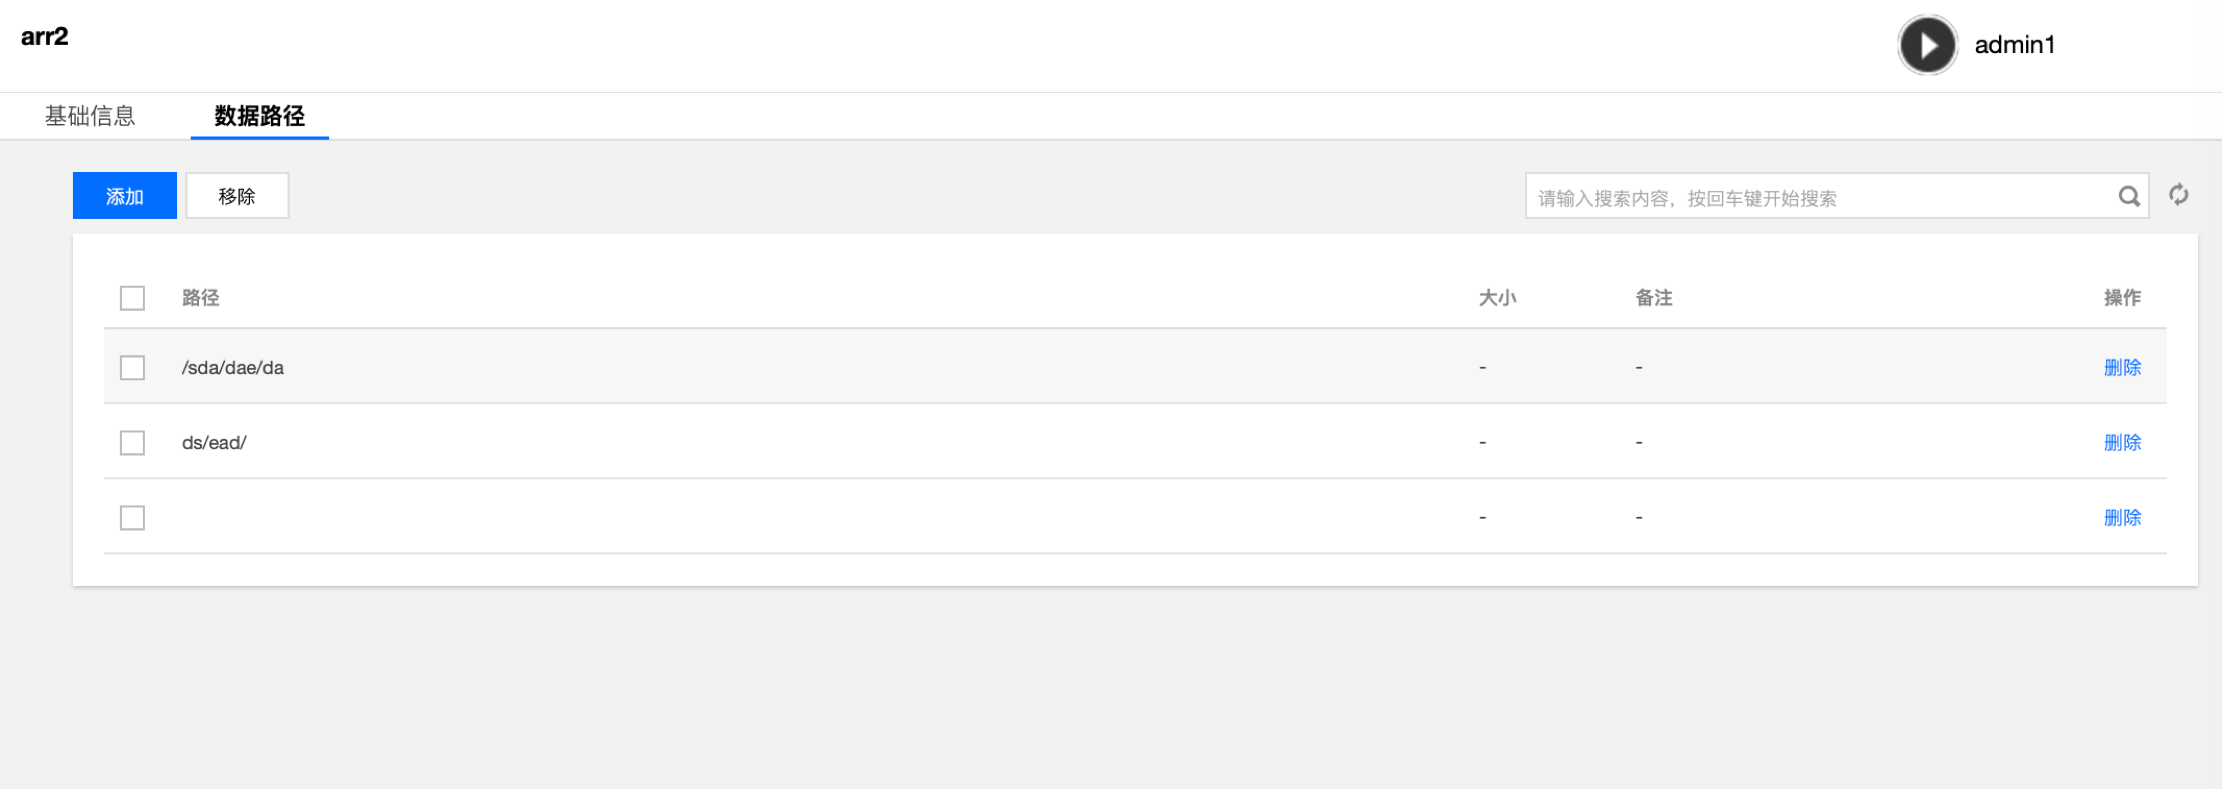 arr2
admin1
基础信息 数据路径
添加 移除 请输入搜索内容，按回车键开始搜索
路径 大小 备注 操作
/sda/dae/da - - 删除
ds/ead/ - - 删除
- - 删除